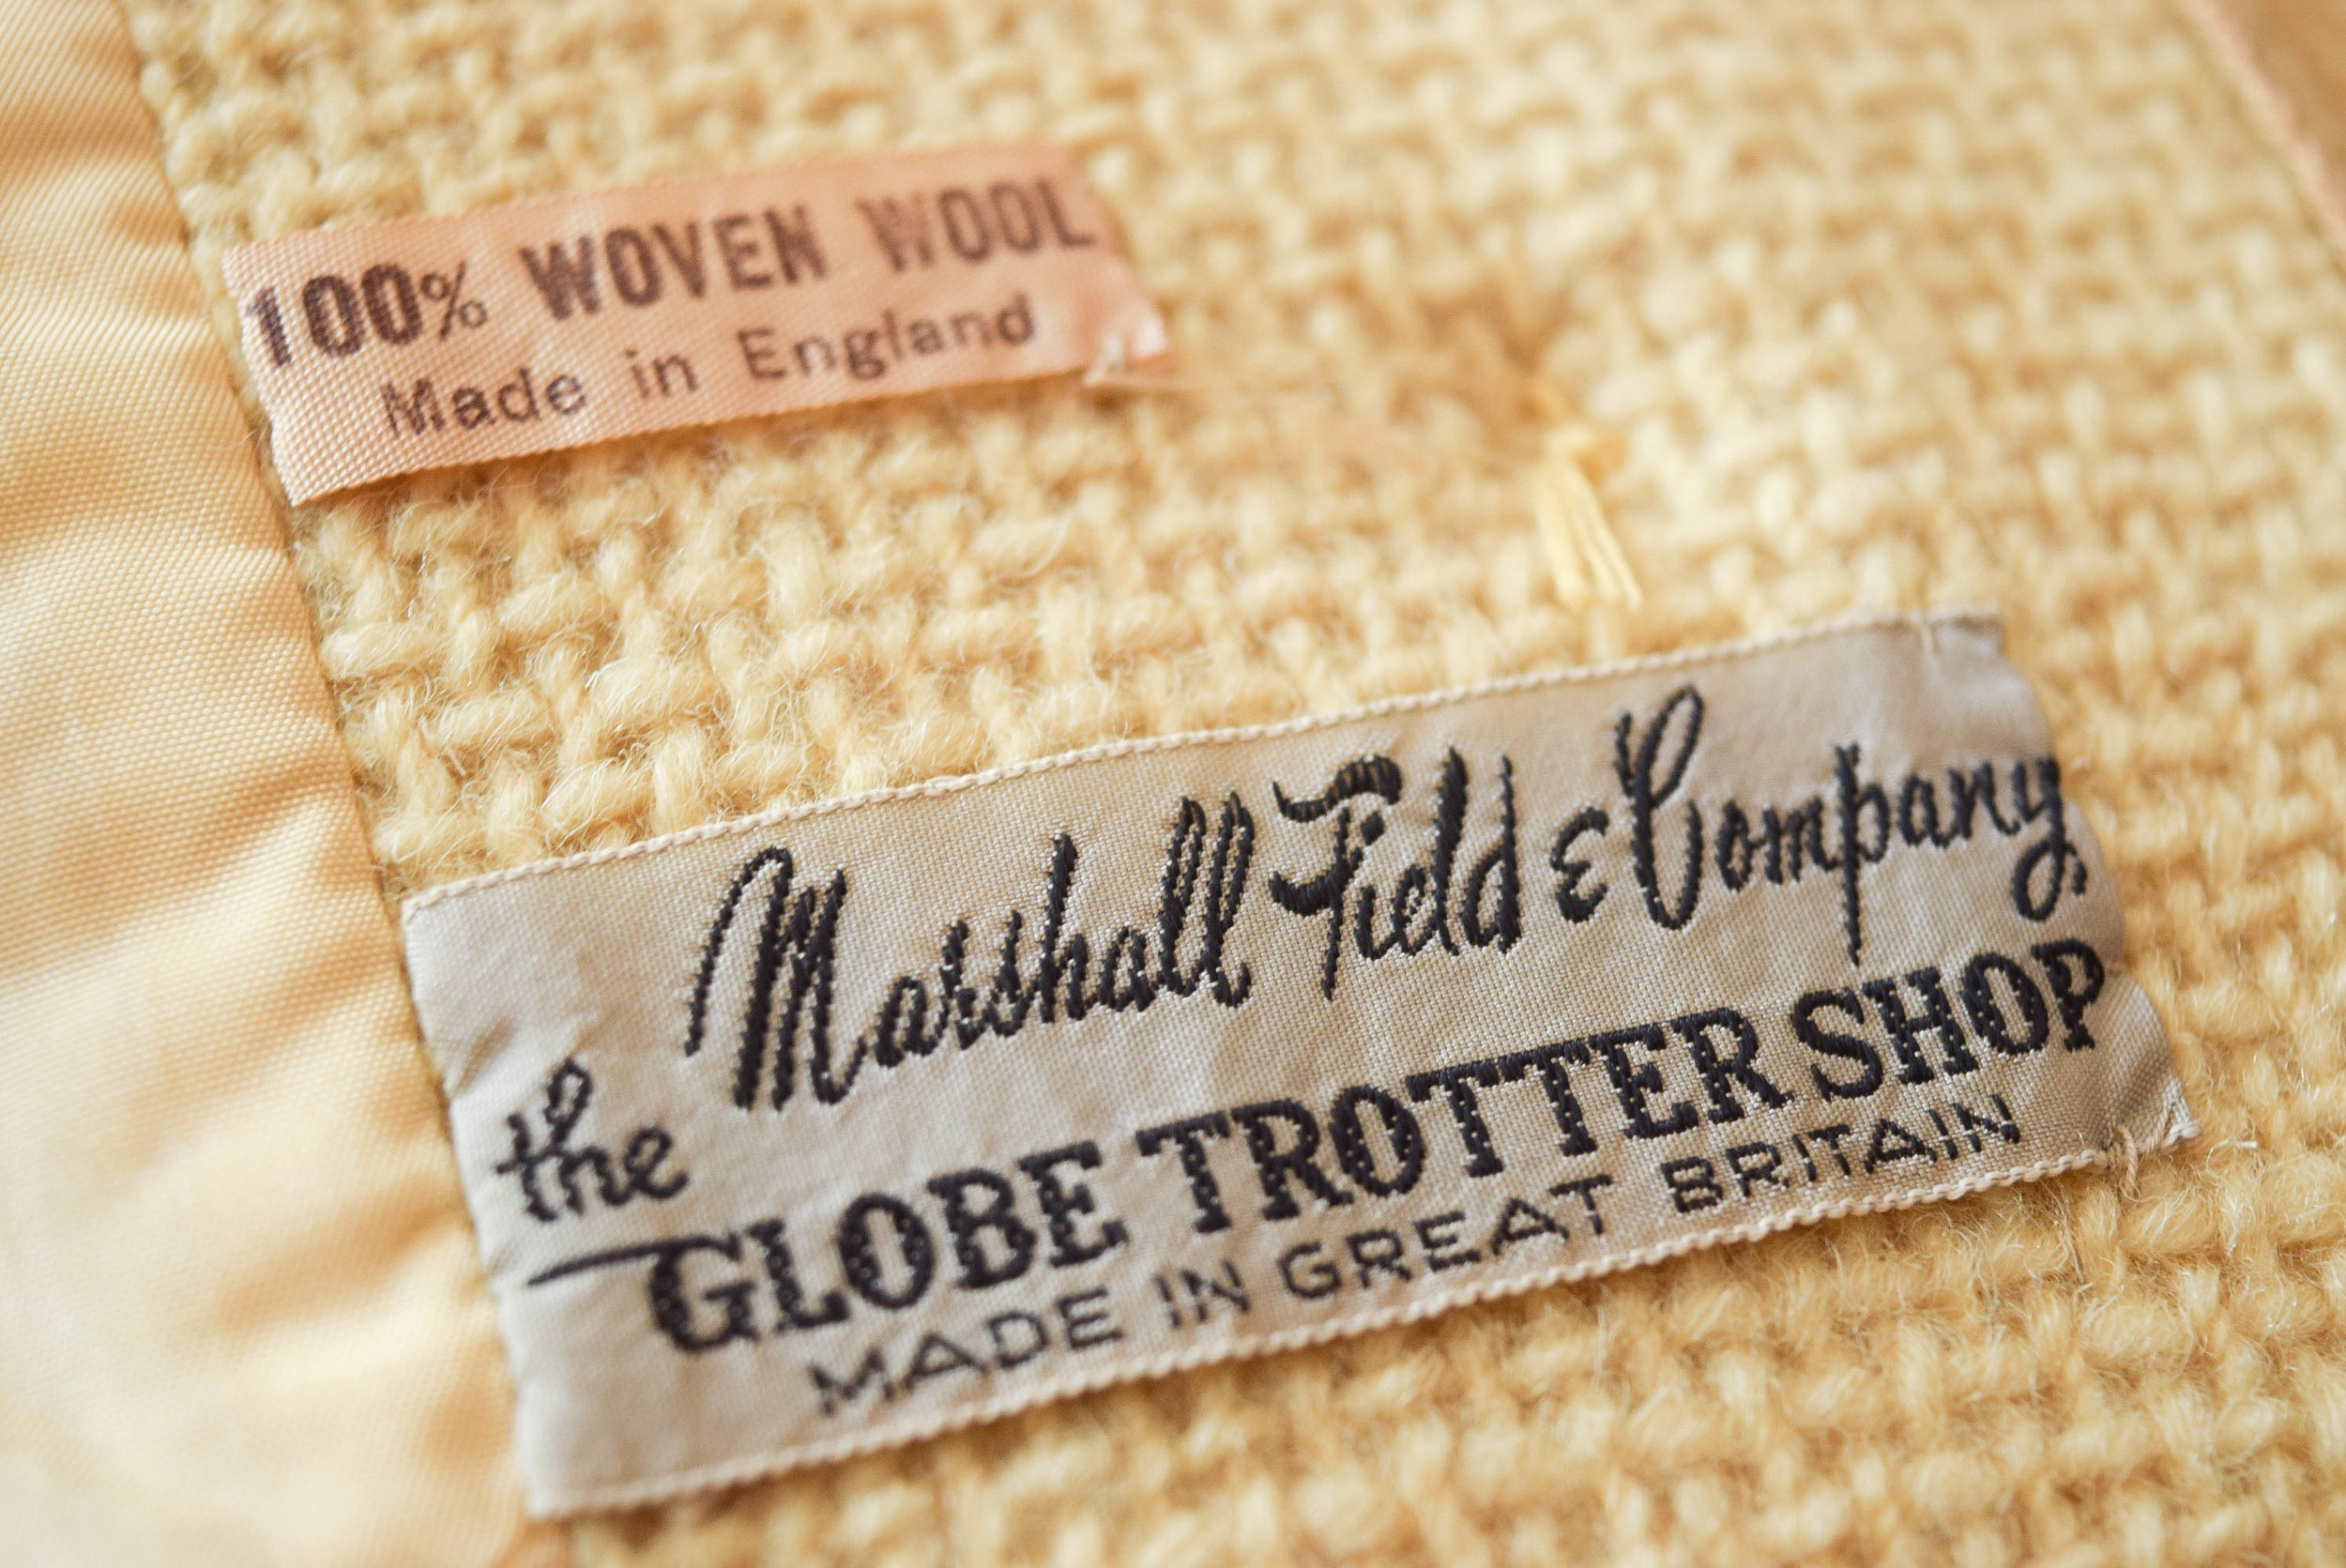 100% WOVEN WOOL
Made in England
Marshall Field & Company
the
GLOBE TROTTER SHOP
MADE IN GREAT BRITAIN